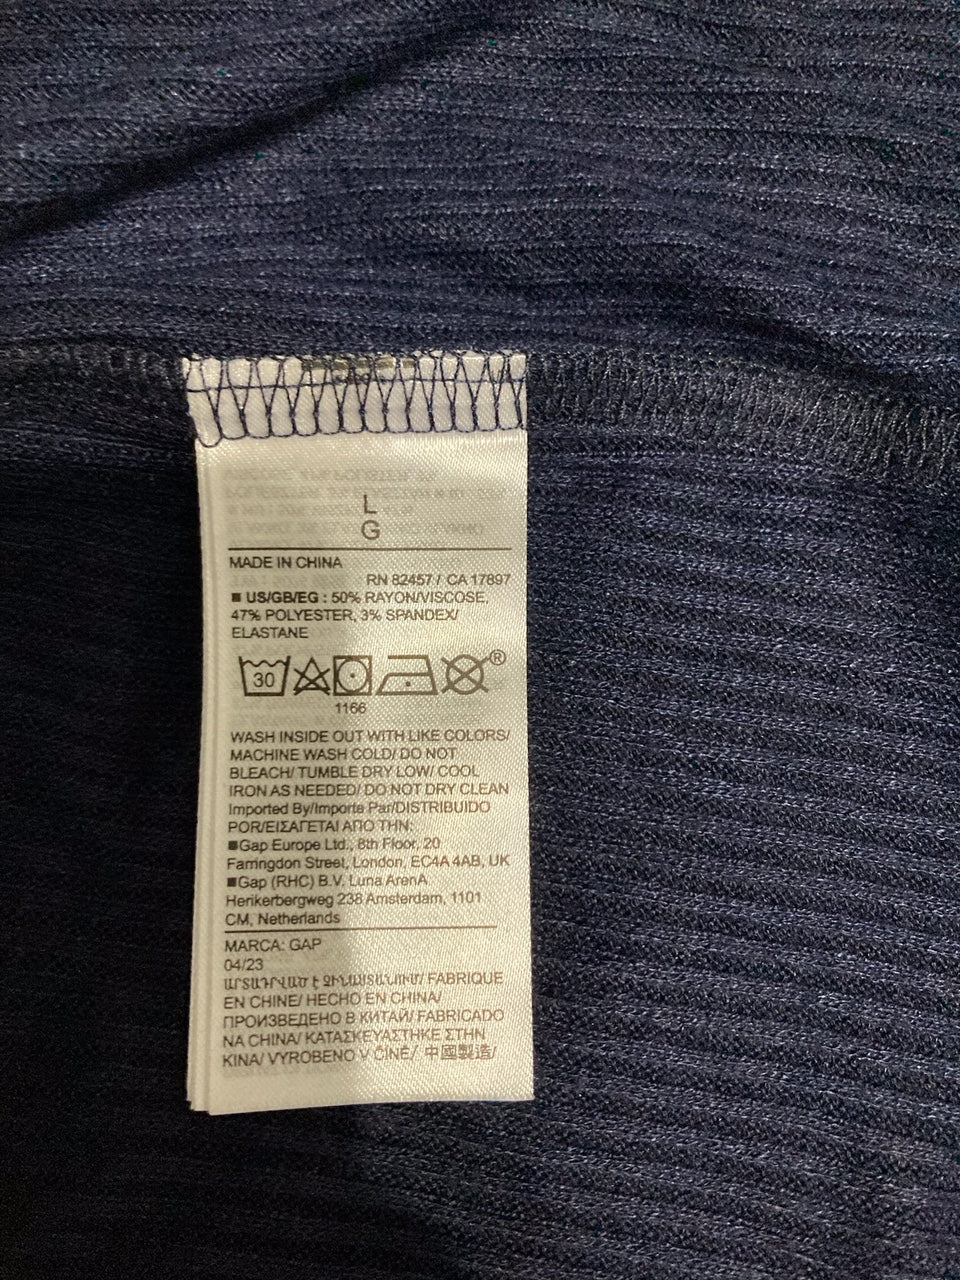 L
G
MADE IN CHINA
RN 82457 / CA 17897
■ US/GB/EG : 50% RAYON/VISCOSE,
47% POLYESTER, 3% SPANDEX/
ELASTANE
30
®
1166
WASH INSIDE OUT WITH LIKE COLORS/
MACHINE WASH COLD/ DO NOT
BLEACH/ TUMBLE DRY LOW/ COOL
IRON AS NEEDED/ DO NOT DRY CLEAN
Imported By/Importe Par/DISTRIBUIDO
POR/ΕΙΣΑΓΕΤΑΙ ΑΠΟ ΤΗΝ:
■Gap Europe Ltd., 8th Floor, 20
Farringdon Street, London, EC4A 4AB, UK
■Gap (RHC) B.V. Luna ArenA
Herikerbergweg 238 Amsterdam, 1101
CM, Netherlands
MARCA: GAP
04/23
ԱՐՏԱԴՐՎԱԾ Է ՉԻՆԱՍՏԱՆՈՒՄ/ FABRIQUE
EN CHINE/ HECHO EN CHINA/
ПРОИЗВЕДЕНО В КИТАЙ/ FABRICADO
NA CHINA/ ΚΑΤΑΣΚΕΥΑΣΤΗΚΕ ΣΤΗΝ
ΚΙΝΑ/ VYROBENO V ČÍNĚ/ 中國製造/